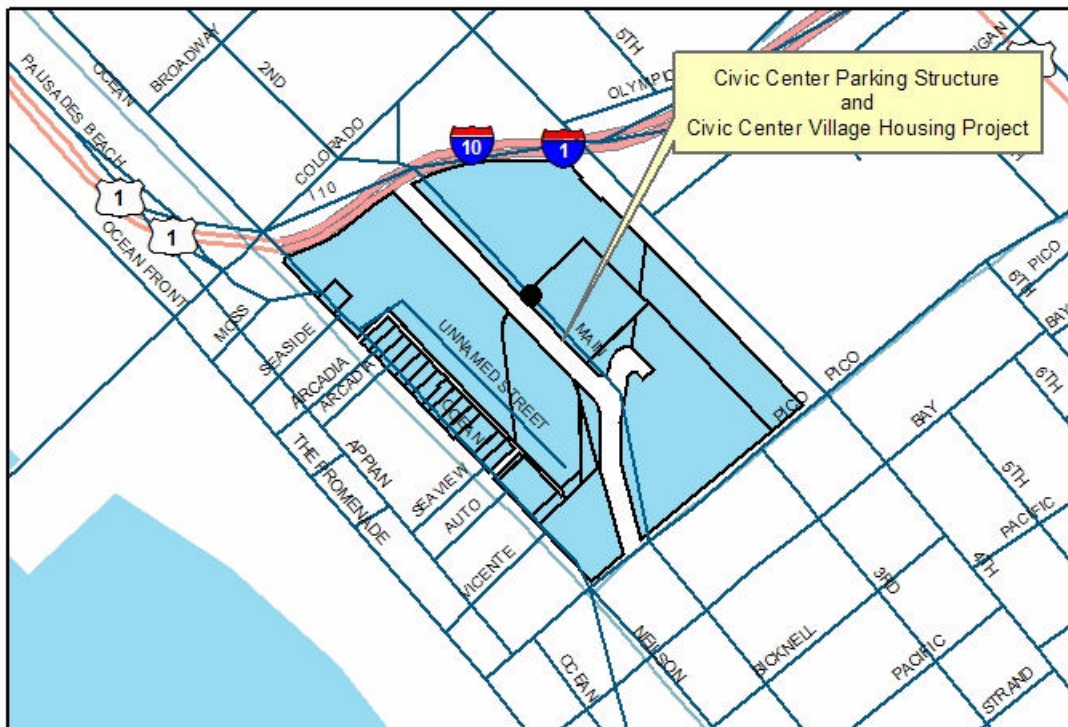 5TH
OCEAN
BROADWAY
2ND
PALISADES BEACH
OLYMPIC
Civic Center Parking Structure
and
Civic Center Village Housing Project
COLORADO
10
1
I 10
1
1
OCEAN FRONT
MOSS
SEASIDE
ARCADIA
ARCADIA
UNNAMED STREET
MAIN
OCEAN
PICO
PICO
PICO
6TH
BAY
BAY
6TH
THE PROMENADE
APPIAN
SEAVIEW
AUTO
VICENTE
5TH
PACIFIC
4TH
3RD
NEILSON
BICKNELL
PACIFIC
OCEAN
STRAND